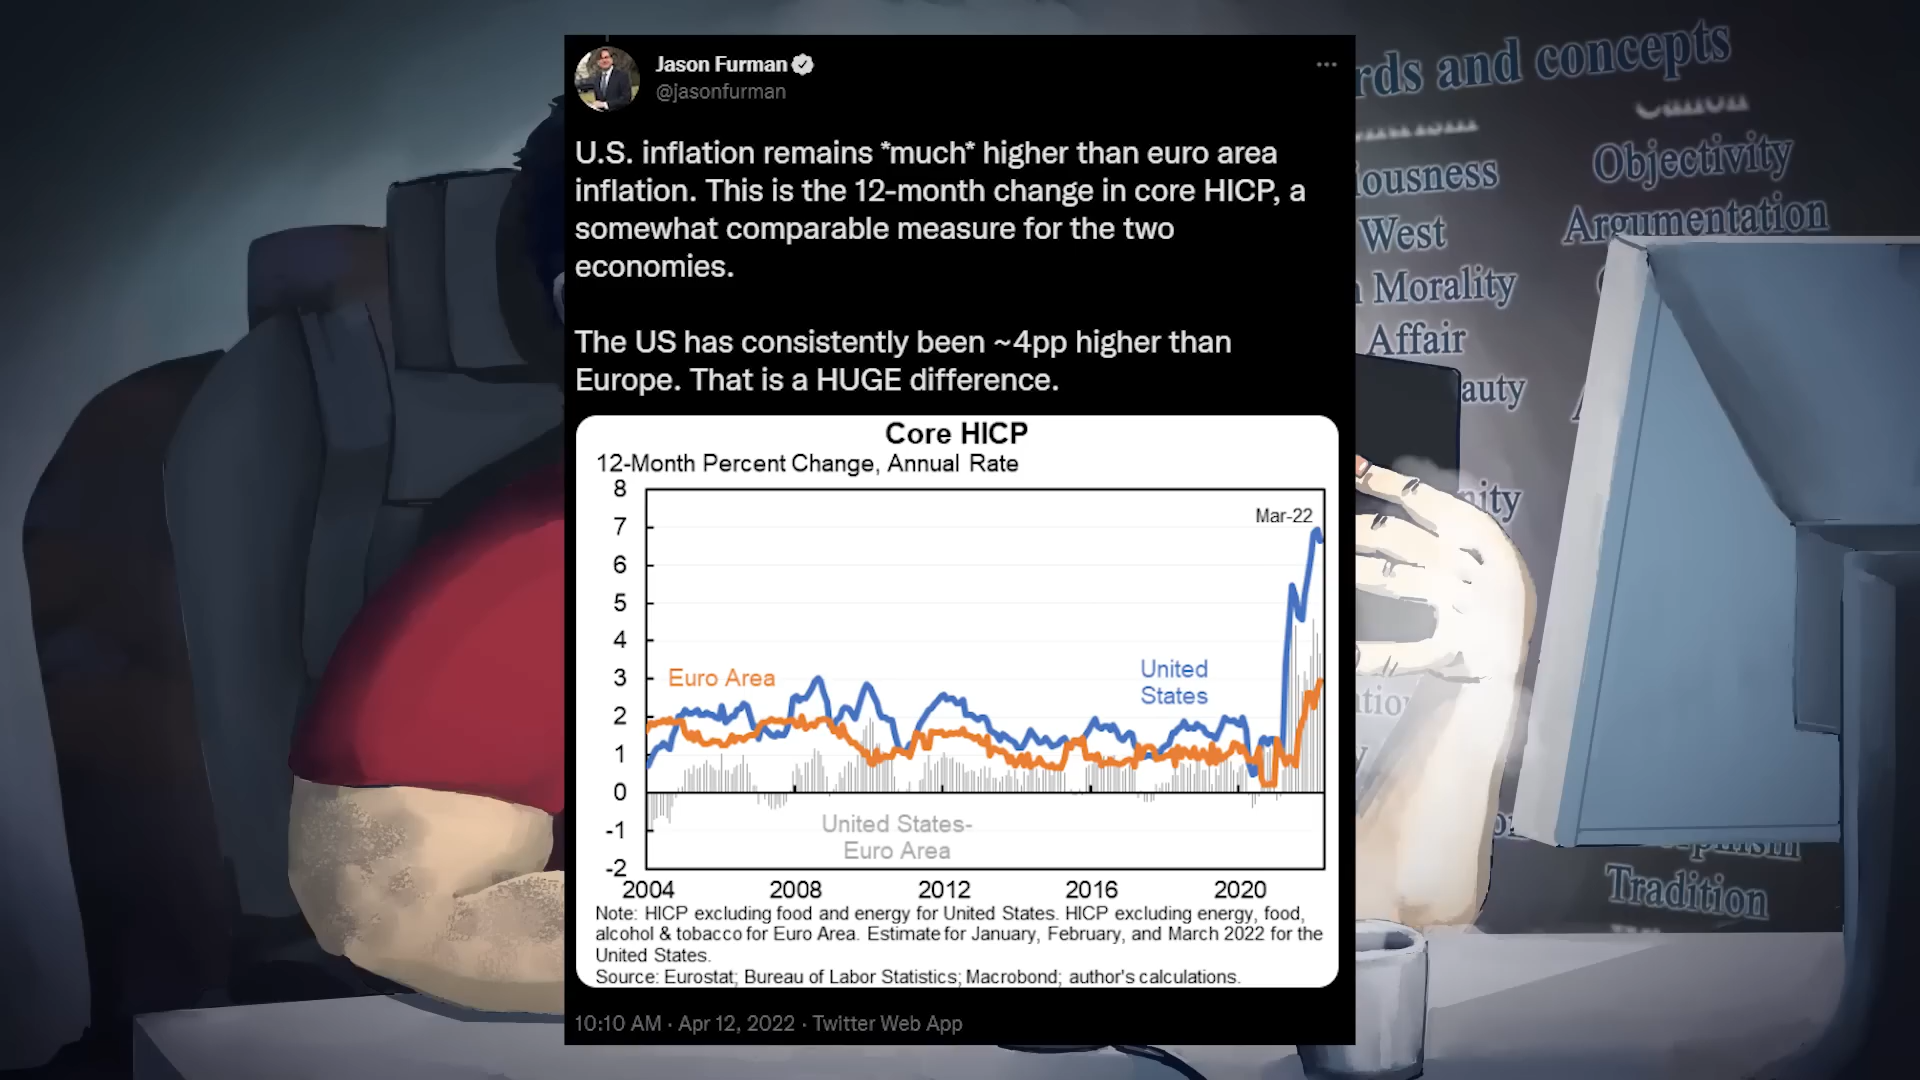 Jason Furman
@jasonfurman
U.S. inflation remains *much* higher than euro area
inflation. This is the 12-month change in core HICP, a
somewhat comparable measure for the two
economies.
The US has consistently been ~4pp higher than
Europe. That is a HUGE difference.
Core HICP
12-Month Percent Change, Annual Rate
8
7
6
5
4
3
2
1
0
-1
-2
Mar-22
Euro Area
United
States
United States-
Euro Area
2004 2008 2012 2016 2020
Note: HICP excluding food and energy for United States. HICP excluding energy, food,
alcohol & tobacco for Euro Area. Estimate for January, February, and March 2022 for the
United States.
Source: Eurostat; Bureau of Labor Statistics; Macrobond; author's calculations.
10:10 AM · Apr 12, 2022 · Twitter Web App
rds and concepts
Canon
iousness
Objectivity
West
Argumentation
Morality
Affair
auty
nity
Tradition